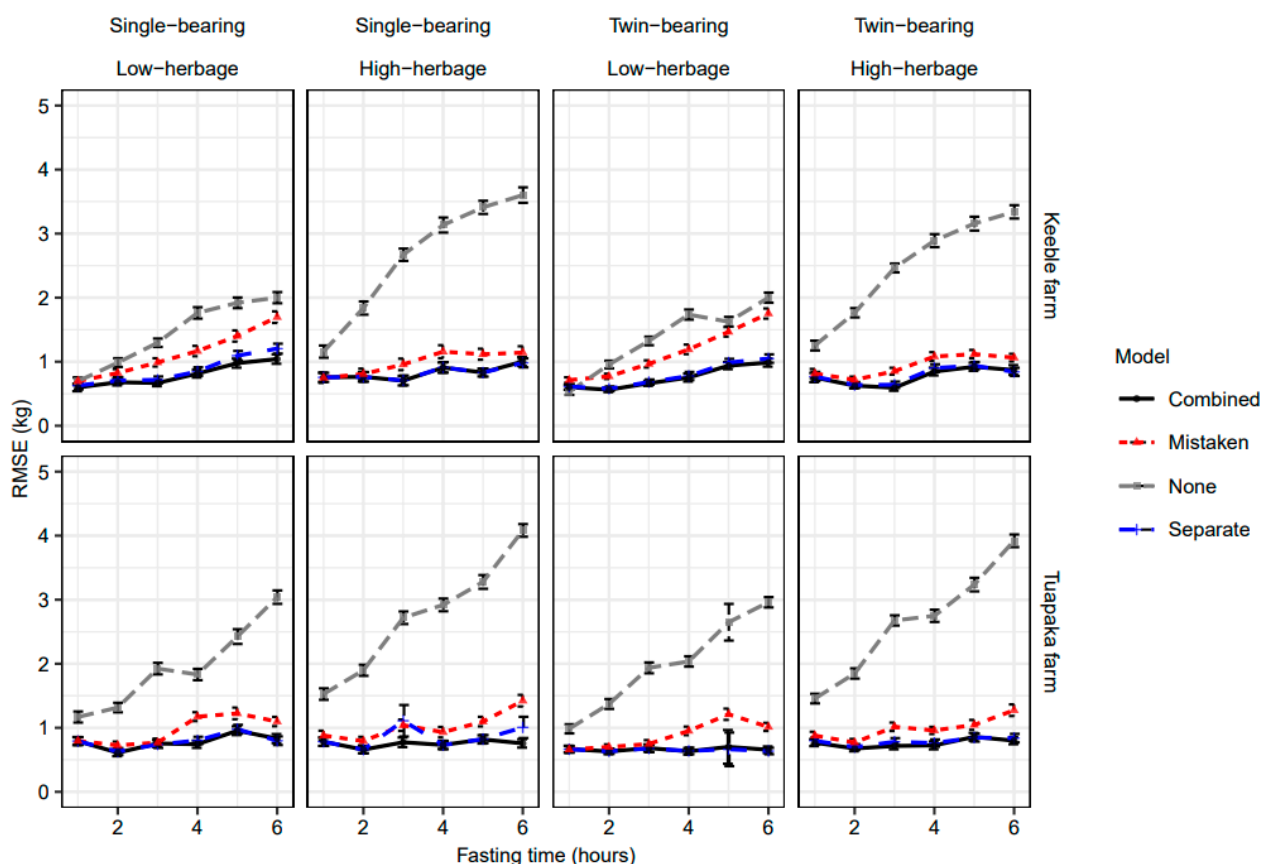 Single−bearing Single−bearing Twin−bearing Twin−bearing
Low−herbage High−herbage Low−herbage High−herbage
5
4
3
2
1
0
Keeble farm
5
4
3
2
1
0
Tuapaka farm
RMSE (kg)
2 4 6 2 4 6 2 4 6 2 4 6
Fasting time (hours)
Model
Combined
Mistaken
None
Separate